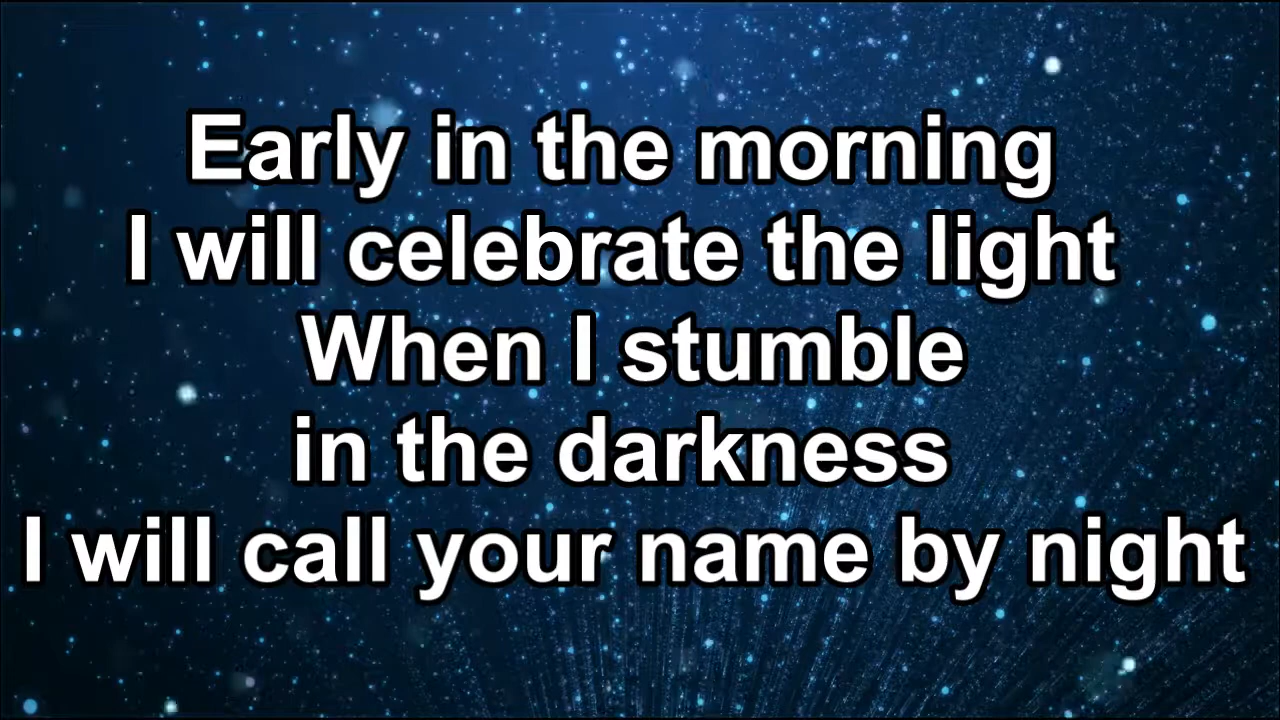 Early in the morning
I will celebrate the light
When I stumble
in the darkness
I will call your name by night